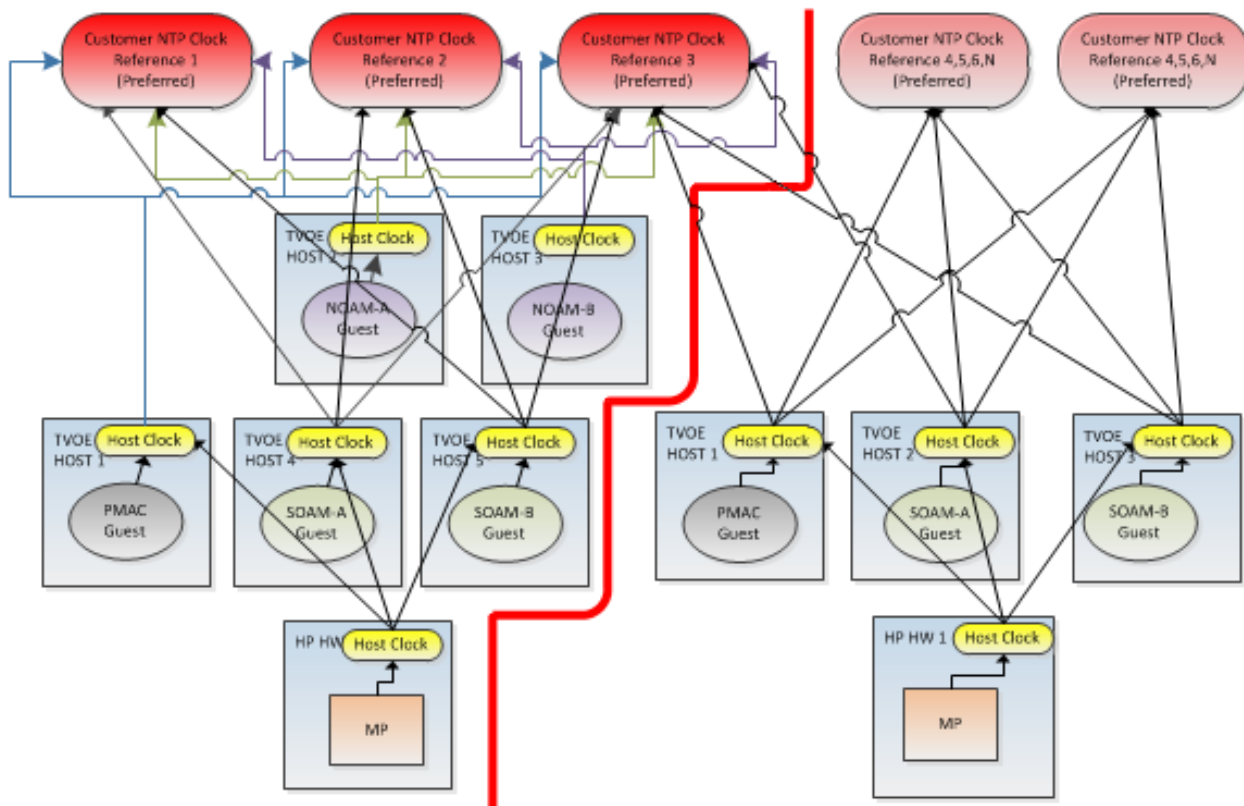 Customer NTP Clock
Reference 1
(Preferred)
Customer NTP Clock
Reference 2
(Preferred)
Customer NTP Clock
Reference 3
(Preferred)
Customer NTP Clock
Reference 4,5,6,N
(Preferred)
Customer NTP Clock
Reference 4,5,6,N
(Preferred)
TVOE
HOST 2
Host Clock
NOAM-A
Guest
TVOE
HOST 3
Host Clock
NOAM-B
Guest
TVOE
HOST 1
Host Clock
PMAC
Guest
TVOE
HOST 4
Host Clock
SOAM-A
Guest
TVOE
HOST 5
Host Clock
SOAM-B
Guest
TVOE
HOST 1
Host Clock
PMAC
Guest
TVOE
HOST 2
Host Clock
SOAM-A
Guest
TVOE
HOST 3
Host Clock
SOAM-B
Guest
HP HW
Host Clock
MP
HP HW 1
Host Clock
MP